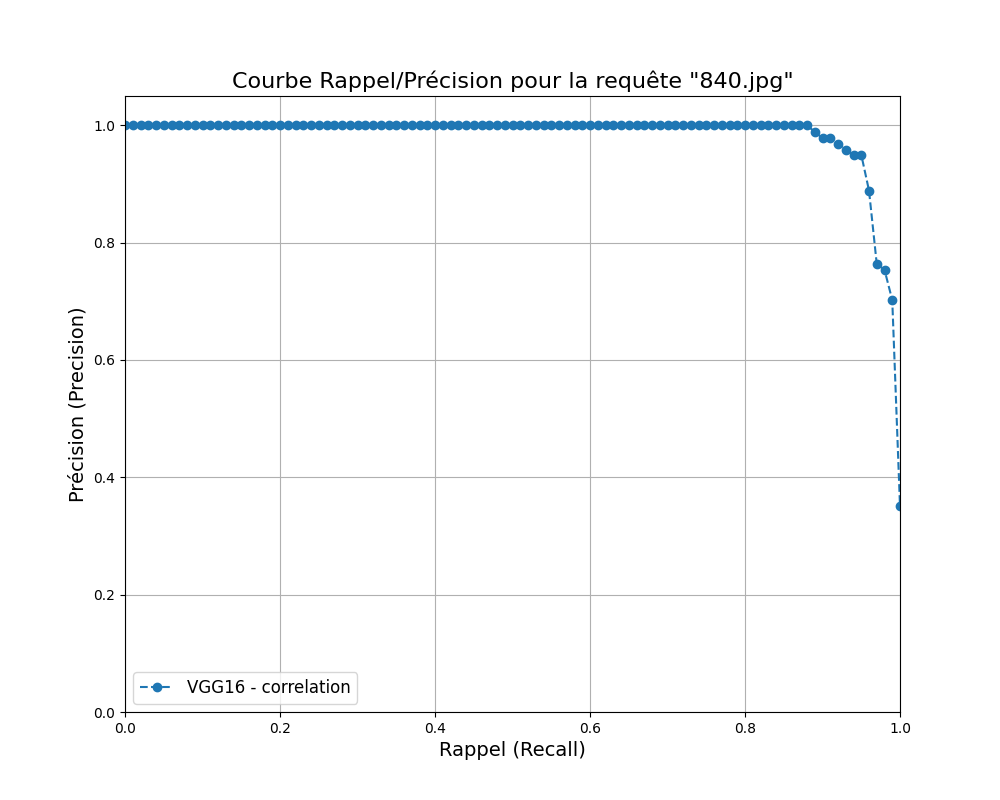 Courbe Rappel/Précision pour la requête "840.jpg"
Précision (Precision)
1.0
0.8
0.6
0.4
0.2
0.0
VGG16 - correlation
0.0 0.2 0.4 0.6 0.8 1.0
Rappel (Recall)